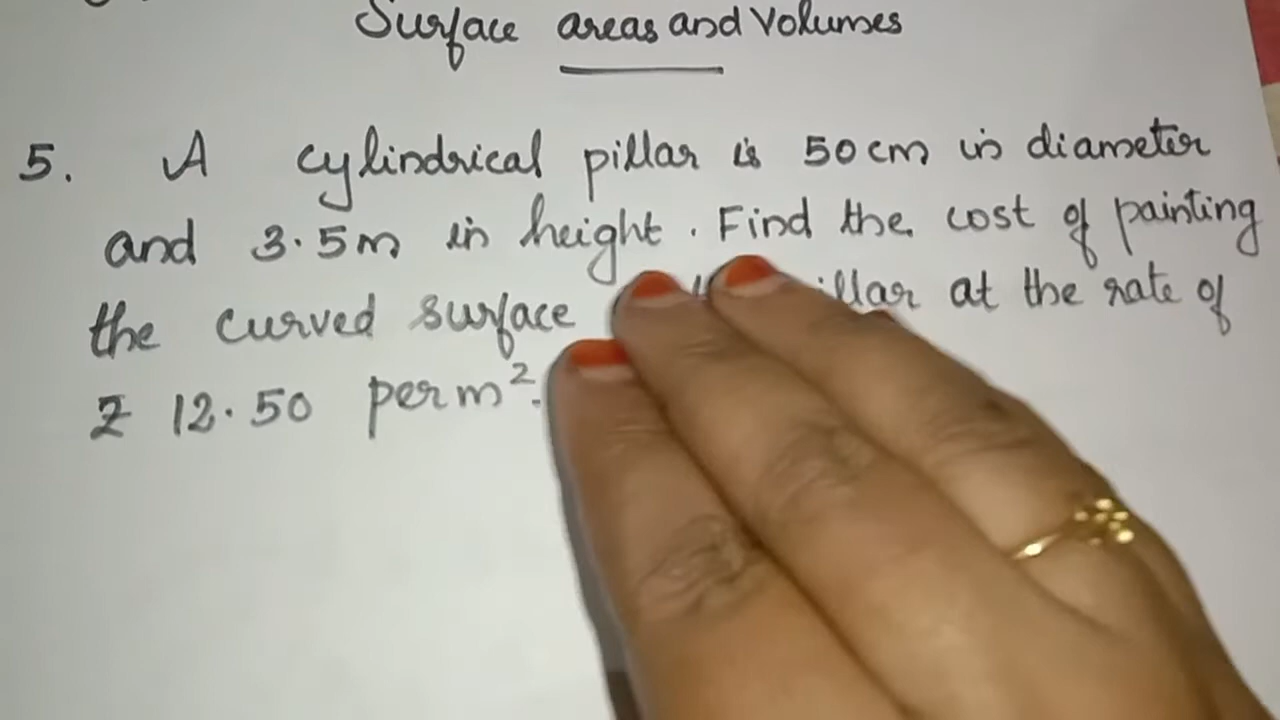 Surface areas and Volumes
5. A cylindrical pillar is 50 cm in diameter
and 3.5m in height. Find the cost of painting
the curved surface at the rate of
₹ 12.50 per m².